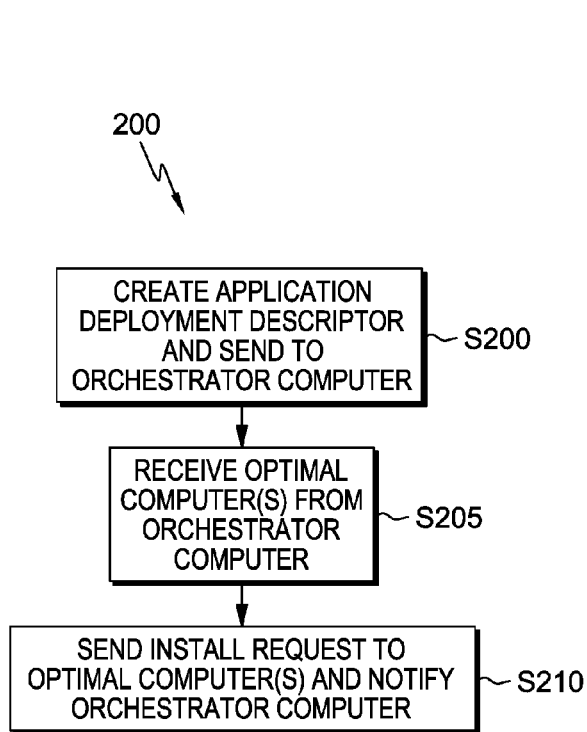 200
CREATE APPLICATION
DEPLOYMENT DESCRIPTOR
AND SEND TO
ORCHESTRATOR COMPUTER
S200
RECEIVE OPTIMAL
COMPUTER(S) FROM
ORCHESTRATOR
COMPUTER
S205
SEND INSTALL REQUEST TO
OPTIMAL COMPUTER(S) AND NOTIFY
ORCHESTRATOR COMPUTER
S210